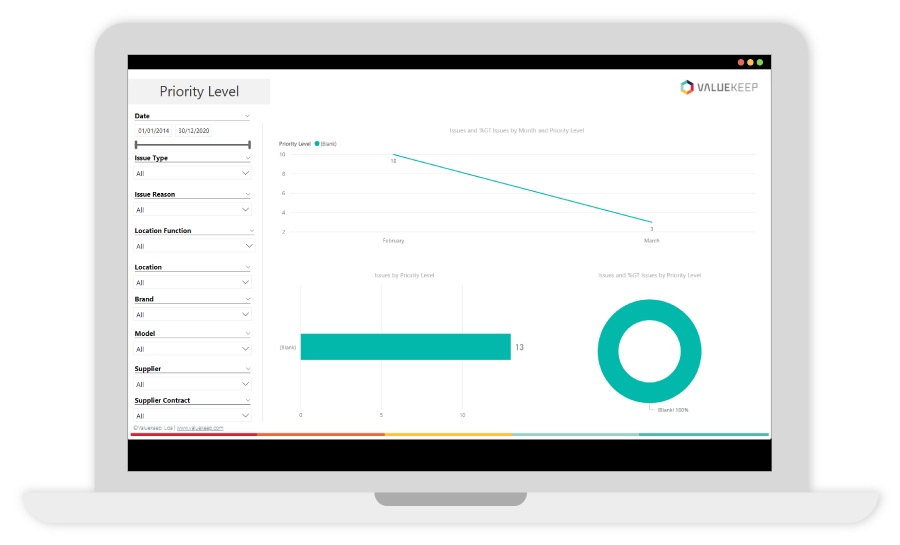 Priority Level
VALUEKEEP
Date
01/01/2014 30/12/2020
Issue Type
All
Issue Reason
All
Location Function
All
Location
All
Brand
All
Model
All
Supplier
All
Supplier Contract
All
©Valuekeep, Lda | www.valuekeep.com
Issues and %GT Issues by Month and Priority Level
Priority Level (Blank)
10
8
6
4
2
10
3
February March
Issues by Priority Level
(Blank)
13
0 5 10
Issues and %GT Issues by Priority Level
(Blank) 100%